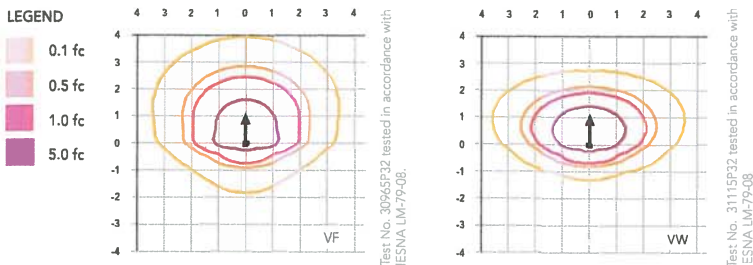 LEGEND
0.1 fc
0.5 fc
1.0 fc
5.0 fc
4 3 2 1 0 1 2 3 4
4
3
2
1
0
-1
-2
-3
-4
VF
Test No. 30965P32 tested in accordance with
IESNA LM-79-08.
4 3 2 1 0 1 2 3 4
4
3
2
1
0
-1
-2
-3
-4
VW
Test No. 31115P32 tested in accordance with
IESNA LM-79-08